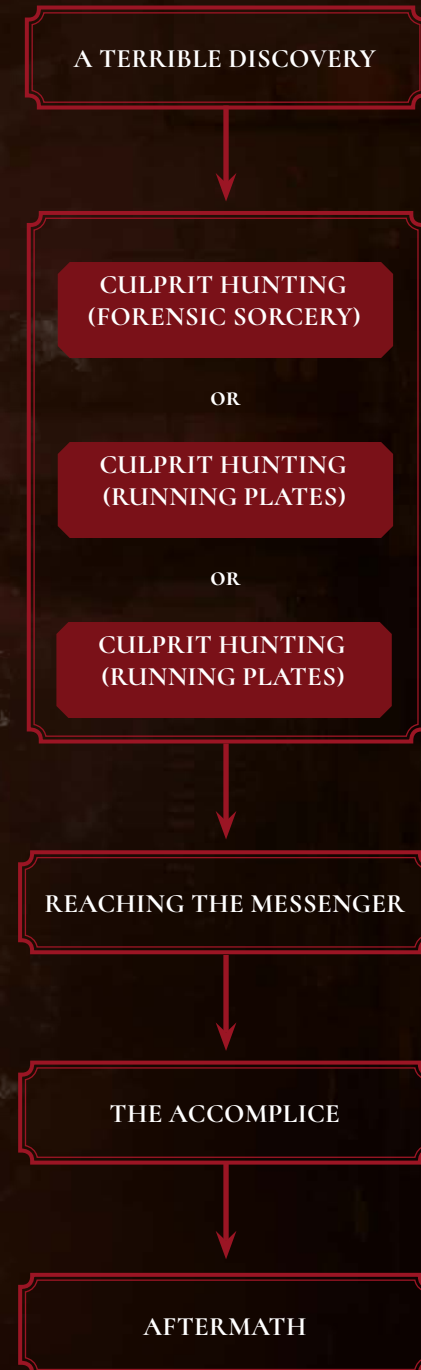 A TERRIBLE DISCOVERY
CULPRIT HUNTING
(FORENSIC SORCERY)
OR
CULPRIT HUNTING
(RUNNING PLATES)
OR
CULPRIT HUNTING
(RUNNING PLATES)
REACHING THE MESSENGER
THE ACCOMPLICE
AFTERMATH